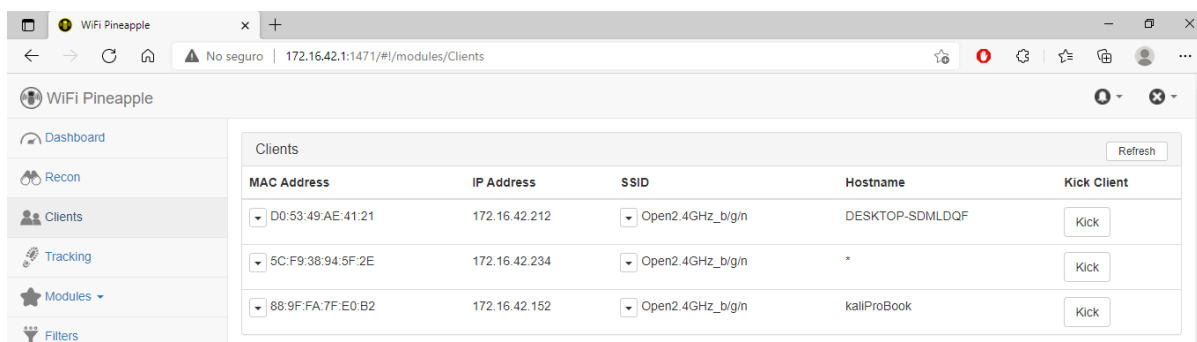 WiFi Pineapple
No seguro | 172.16.42.1:1471/#!/modules/Clients
WiFi Pineapple
Dashboard
Recon
Clients
Tracking
Modules
Filters
Clients
Refresh
MAC Address IP Address SSID Hostname Kick Client
D0:53:49:AE:41:21 172.16.42.212 Open2.4GHz_b/g/n DESKTOP-SDMLDQF Kick
5C:F9:38:94:5F:2E 172.16.42.234 Open2.4GHz_b/g/n * Kick
88:9F:FA:7F:E0:B2 172.16.42.152 Open2.4GHz_b/g/n kaliProBook Kick